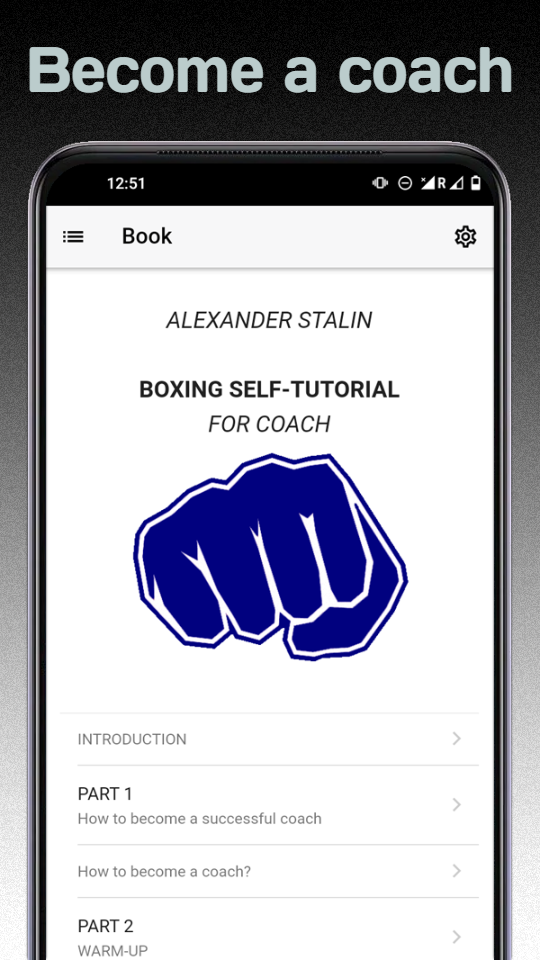 Become a coach
12:51
R
Book
ALEXANDER STALIN
BOXING SELF-TUTORIAL
FOR COACH
INTRODUCTION
PART 1
How to become a successful coach
How to become a coach?
PART 2
WARM-UP